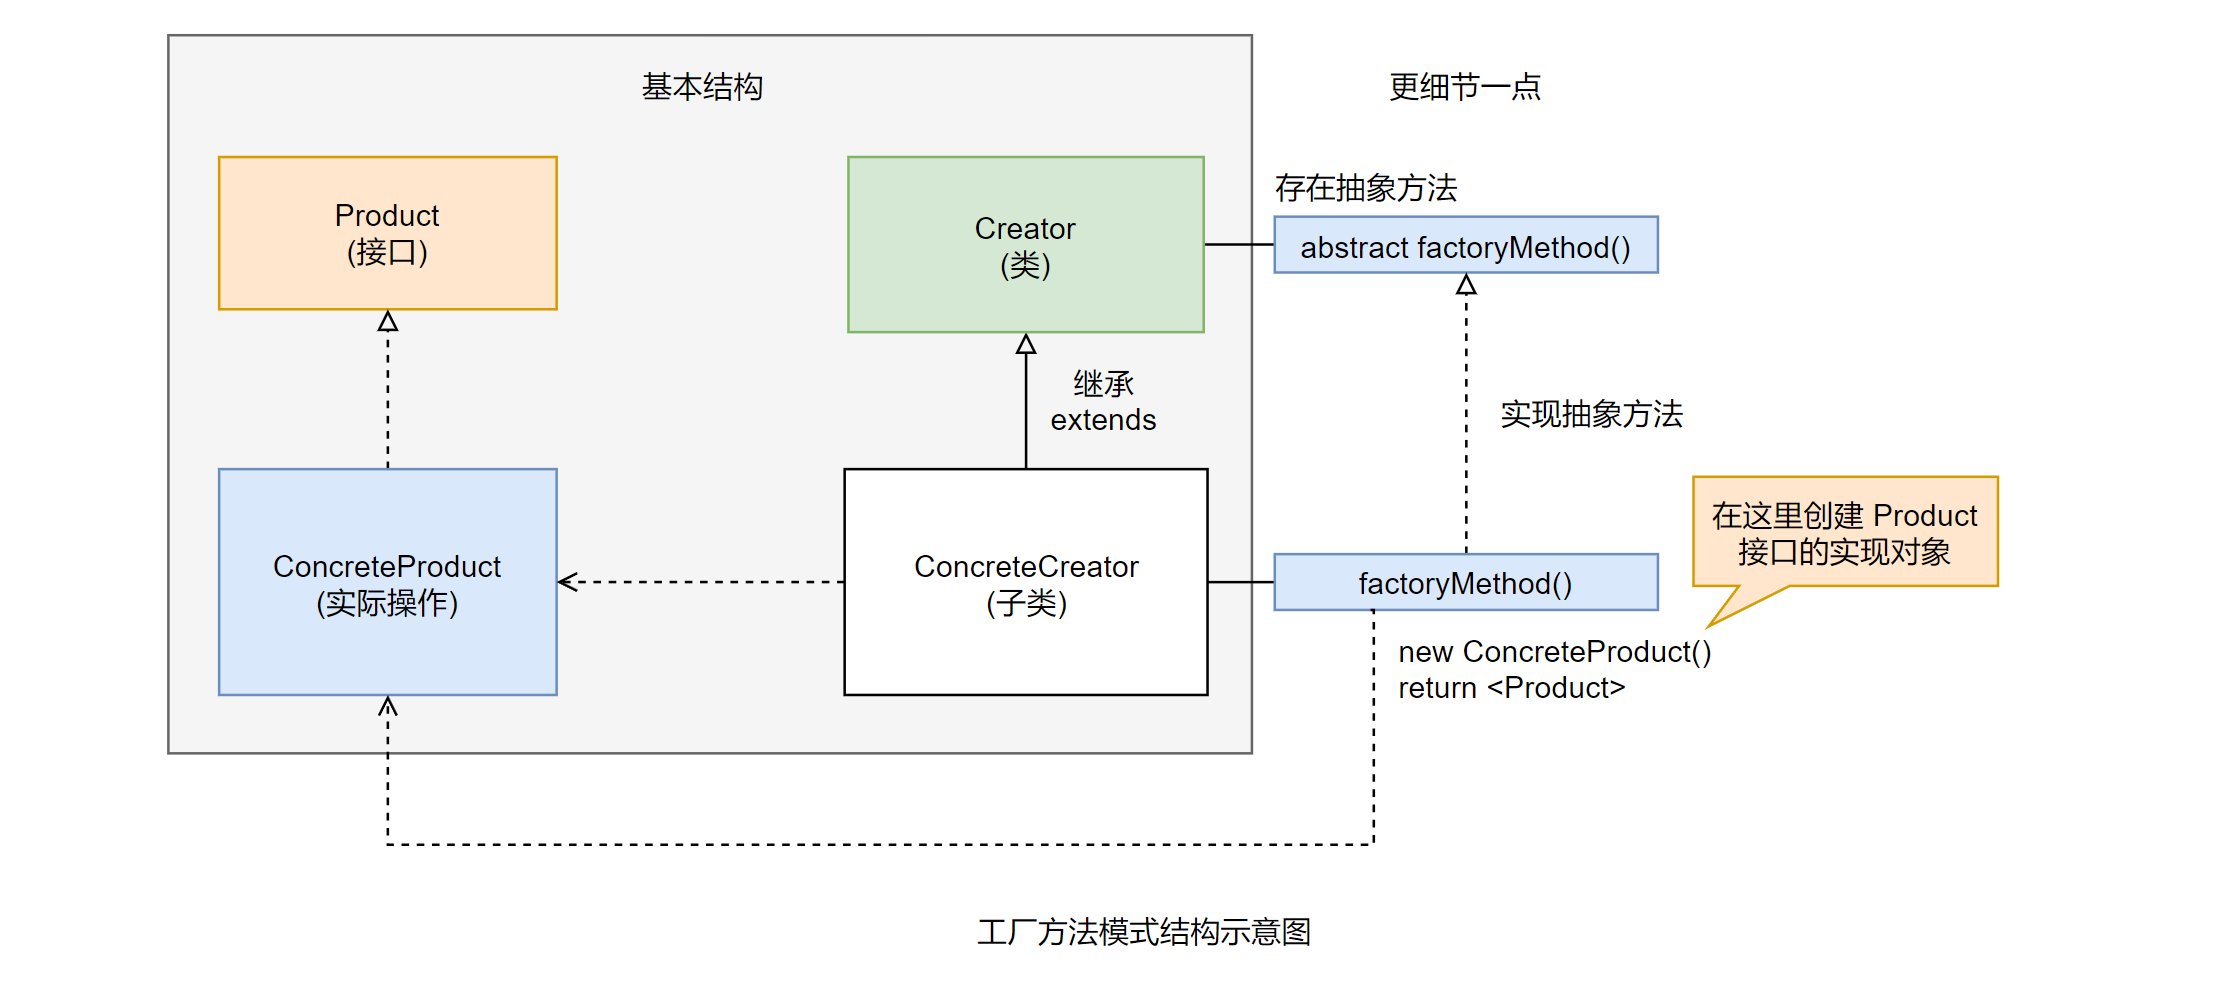 基本结构
更细节一点
Product
(接口)
Creator
(类)
存在抽象方法
abstract factoryMethod()
继承
extends
实现抽象方法
ConcreteProduct
(实际操作)
ConcreteCreator
(子类)
factoryMethod()
在这里创建 Product
接口的实现对象
new ConcreteProduct()
return <Product>
工厂方法模式结构示意图